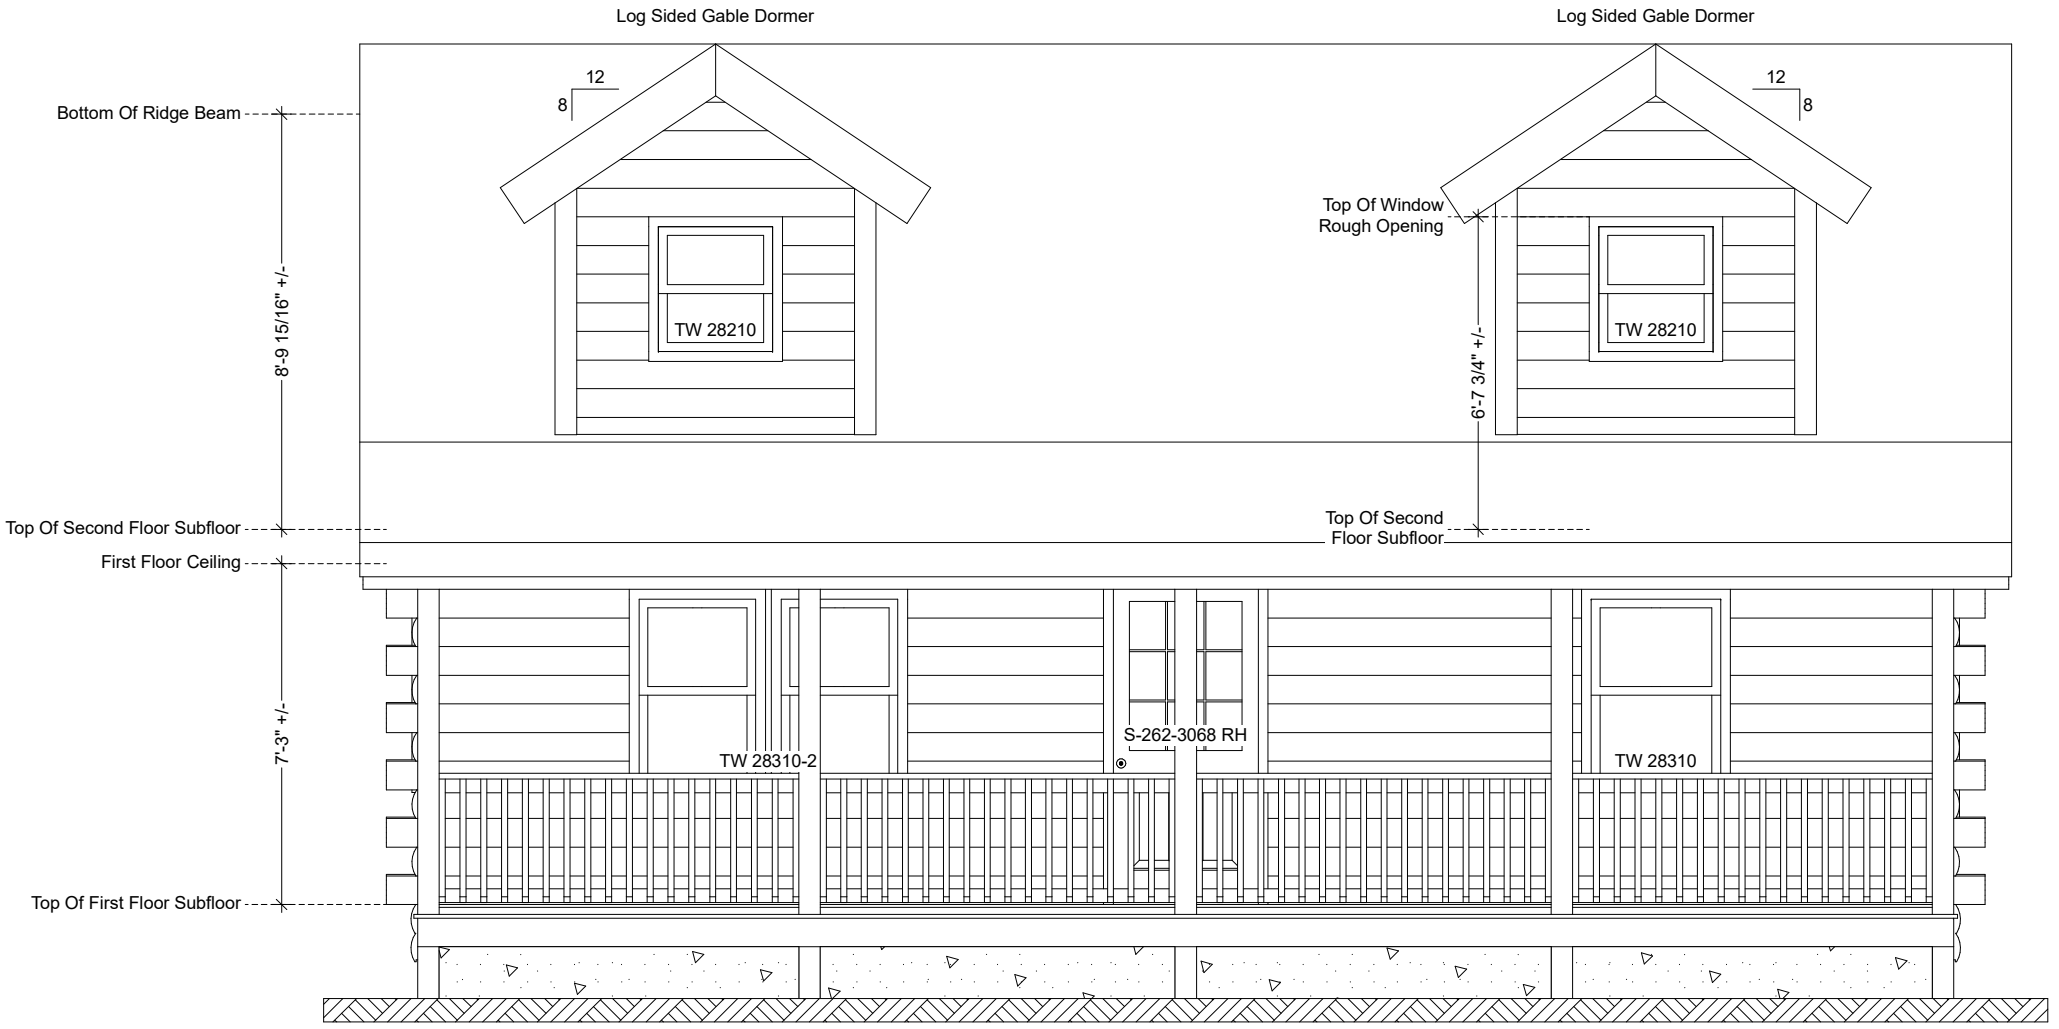 Log Sided Gable Dormer
Log Sided Gable Dormer
12
8
12
8
Bottom Of Ridge Beam
Top Of Window
Rough Opening
8'-9 15/16" +/-
TW 28210
TW 28210
6'-7 3/4" +/-
Top Of Second Floor Subfloor
Top Of Second
Floor Subfloor
First Floor Ceiling
7'-3" +/-
S-262-3068 RH
TW 28310-2
TW 28310
Top Of First Floor Subfloor